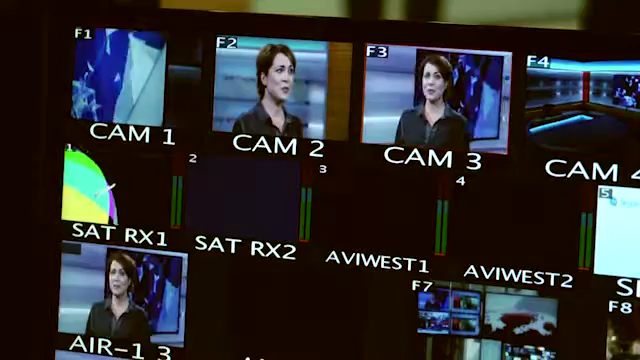 F1
F2
F3
F4
CAM 1
CAM 2
CAM 3
CAM 4
1
2
3
4
5
SAT RX1
SAT RX2
AVIWEST1
AVIWEST2
F7
F8
AIR-1 3